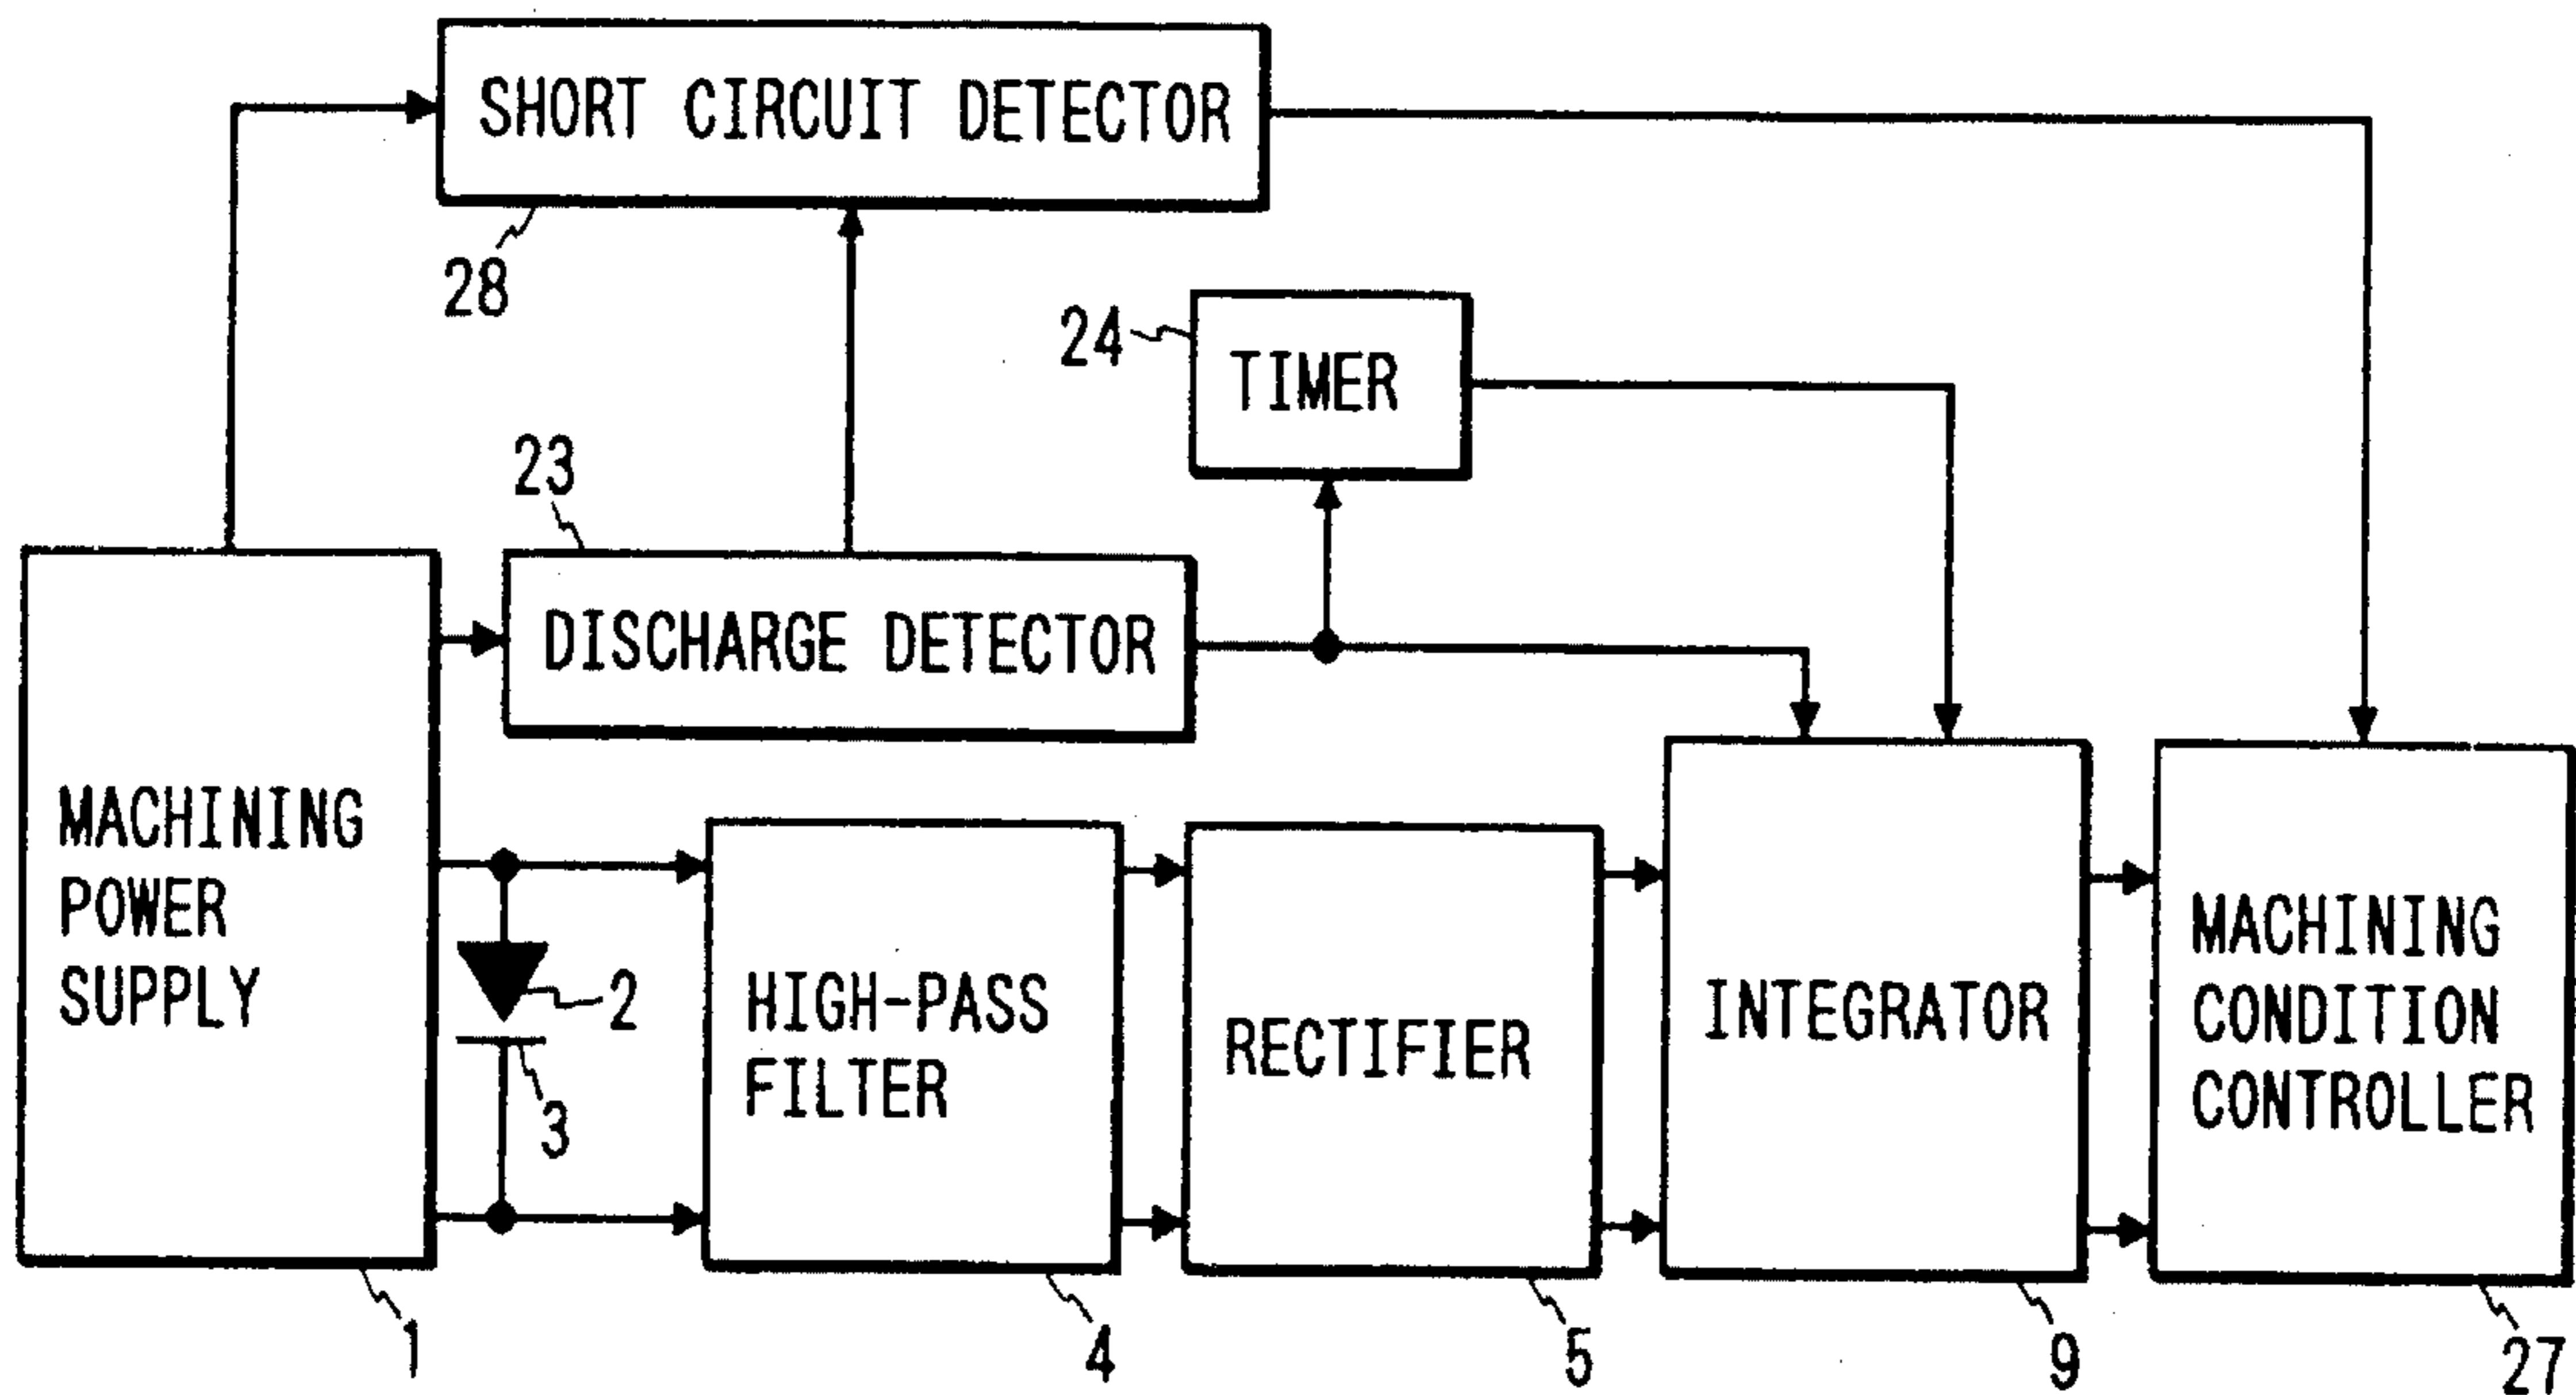 SHORT CIRCUIT DETECTOR
28
24
TIMER
23
DISCHARGE DETECTOR
MACHINING
POWER
SUPPLY
2
3
HIGH-PASS
FILTER
RECTIFIER
INTEGRATOR
MACHINING
CONDITION
CONTROLLER
1
4
5
9
27